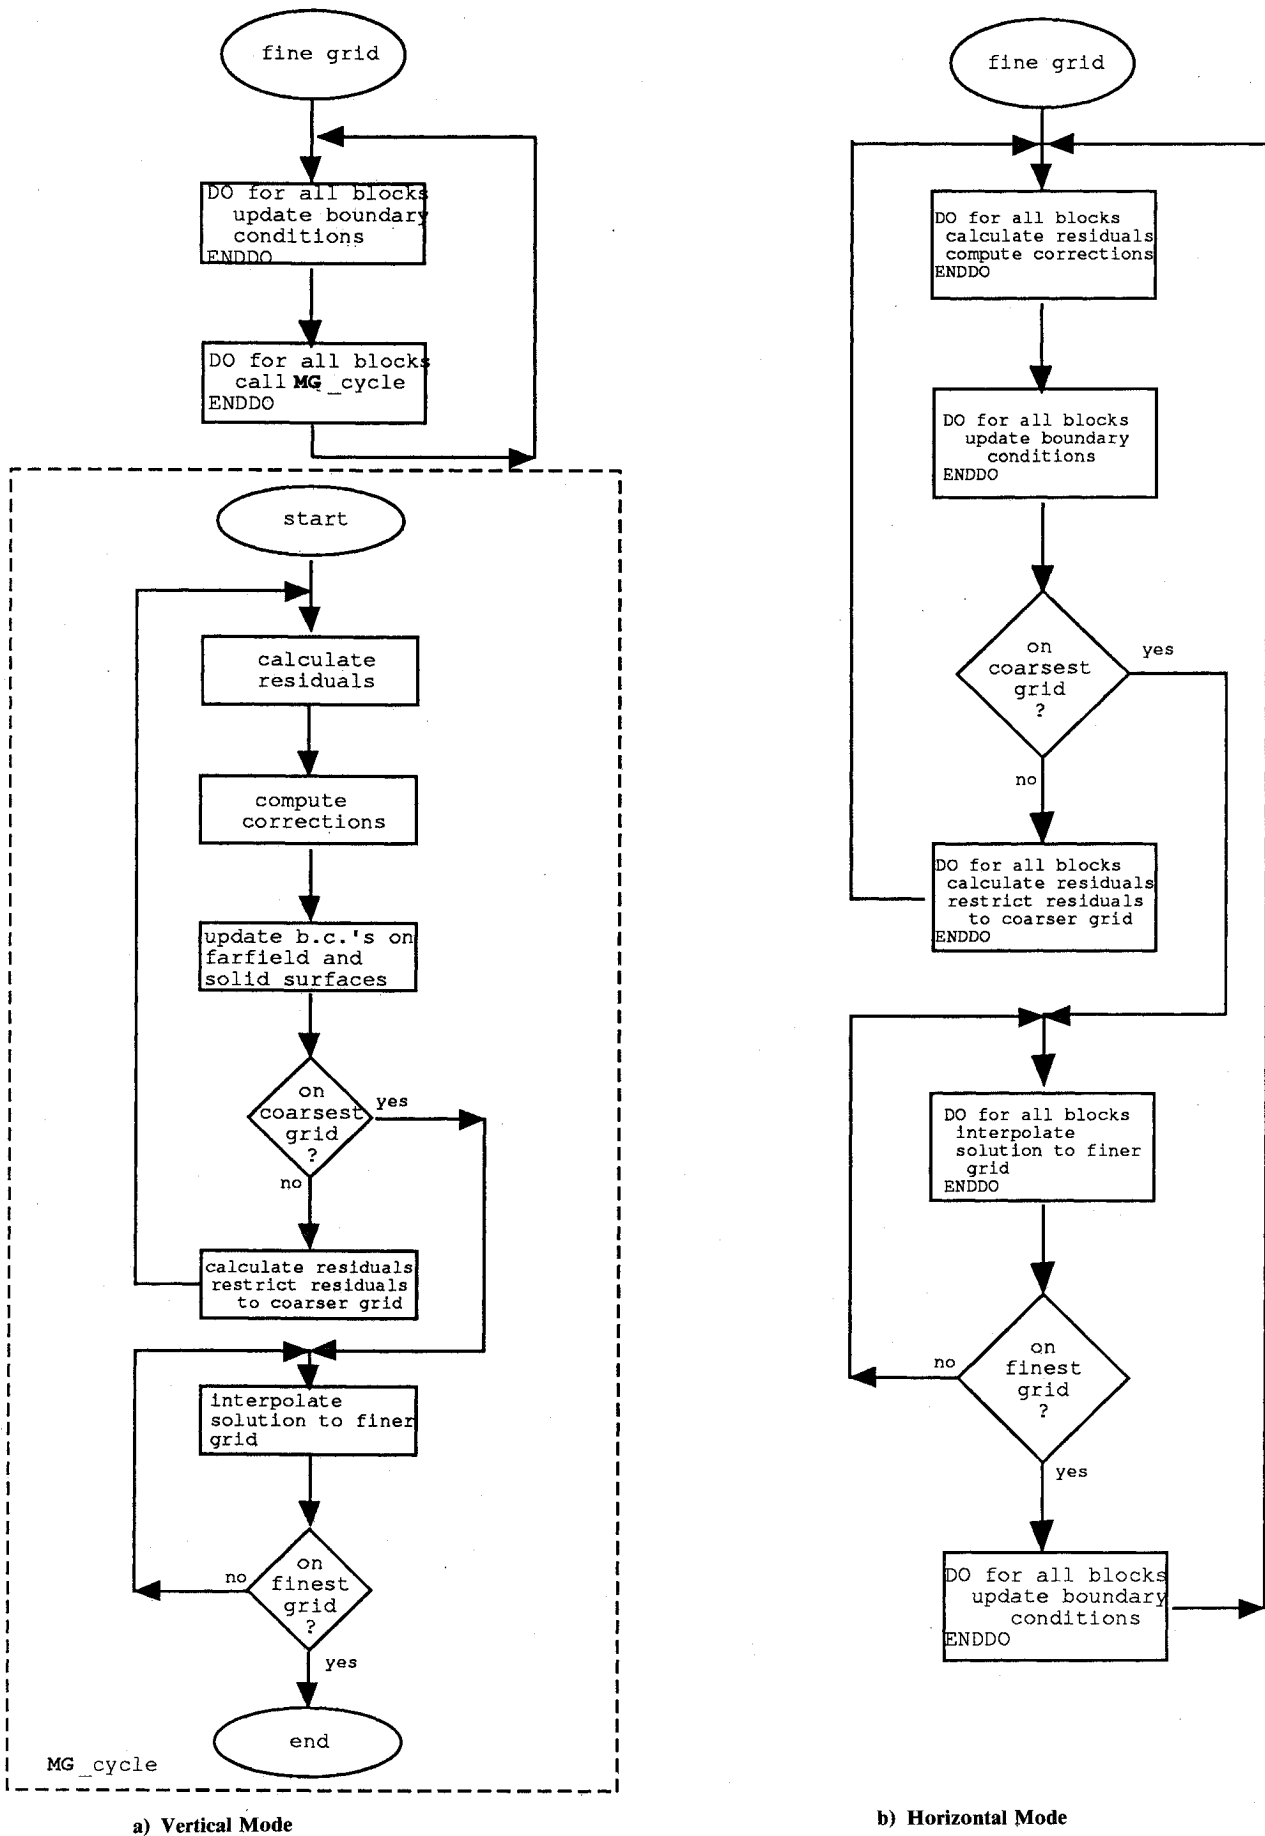 fine grid
DO for all blocks
update boundary
conditions
ENDDO
DO for all blocks
call MG_cycle
ENDDO
start
calculate
residuals
compute
corrections
update b.c.'s on
farfield and
solid surfaces
on
coarsest
grid
?
yes
no
calculate residuals
restrict residuals
to coarser grid
interpolate
solution to finer
grid
on
finest
grid
?
no
yes
end
MG_cycle
a) Vertical Mode
fine grid
DO for all blocks
calculate residuals
compute corrections
ENDDO
DO for all blocks
update boundary
conditions
ENDDO
on
coarsest
grid
?
yes
no
DO for all blocks
calculate residuals
restrict residuals
to coarser grid
ENDDO
DO for all blocks
interpolate
solution to finer
grid
ENDDO
on
finest
grid
?
no
yes
DO for all blocks
update boundary
conditions
ENDDO
b) Horizontal Mode